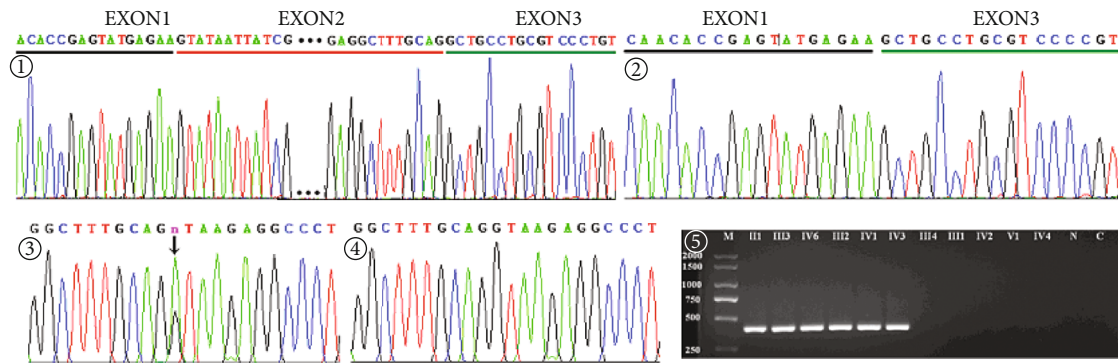 EXON1 EXON2 EXON3 EXON1 EXON3
ACACCGAGTATGAGAAGTATAATTATCG•••GAGGCTTTGCAGGCTGCCTGCGTCCCTGT CAACACCGAGTATGAGAAGCTGCCTGCGTCCCCGT
① ②
GGCTTTGCAGnTAAGAGGCCCT GGCTTTGCAGGTAAGAGGCCCT
③ ④ ⑤
M II1 III3 IV6 III2 IV1 IV3 III4 III1 IV2 V1 IV4 N C
2000
1500
1000
750
500
250